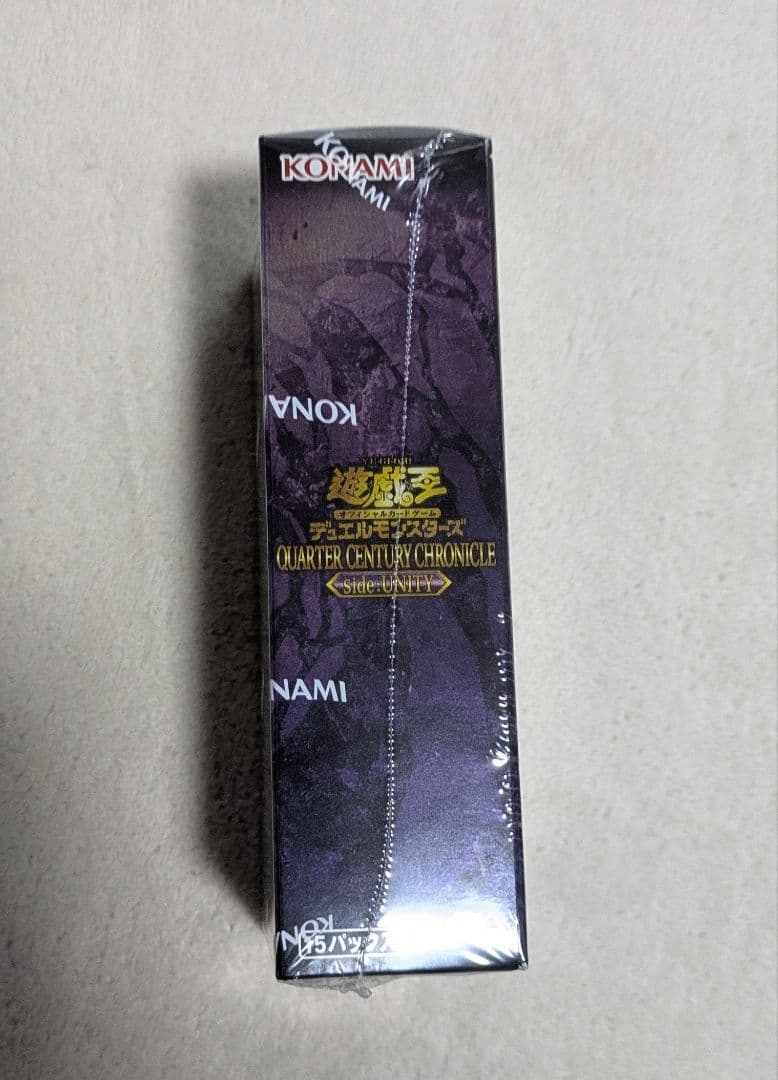 KONAMI
KONAMI
KONA
YU-GI-OH!
遊戯王
オフィシャルカードゲーム
デュエルモンスターズ
QUARTER CENTURY CHRONICLE
side:UNITY
NAMI
KON
15パック